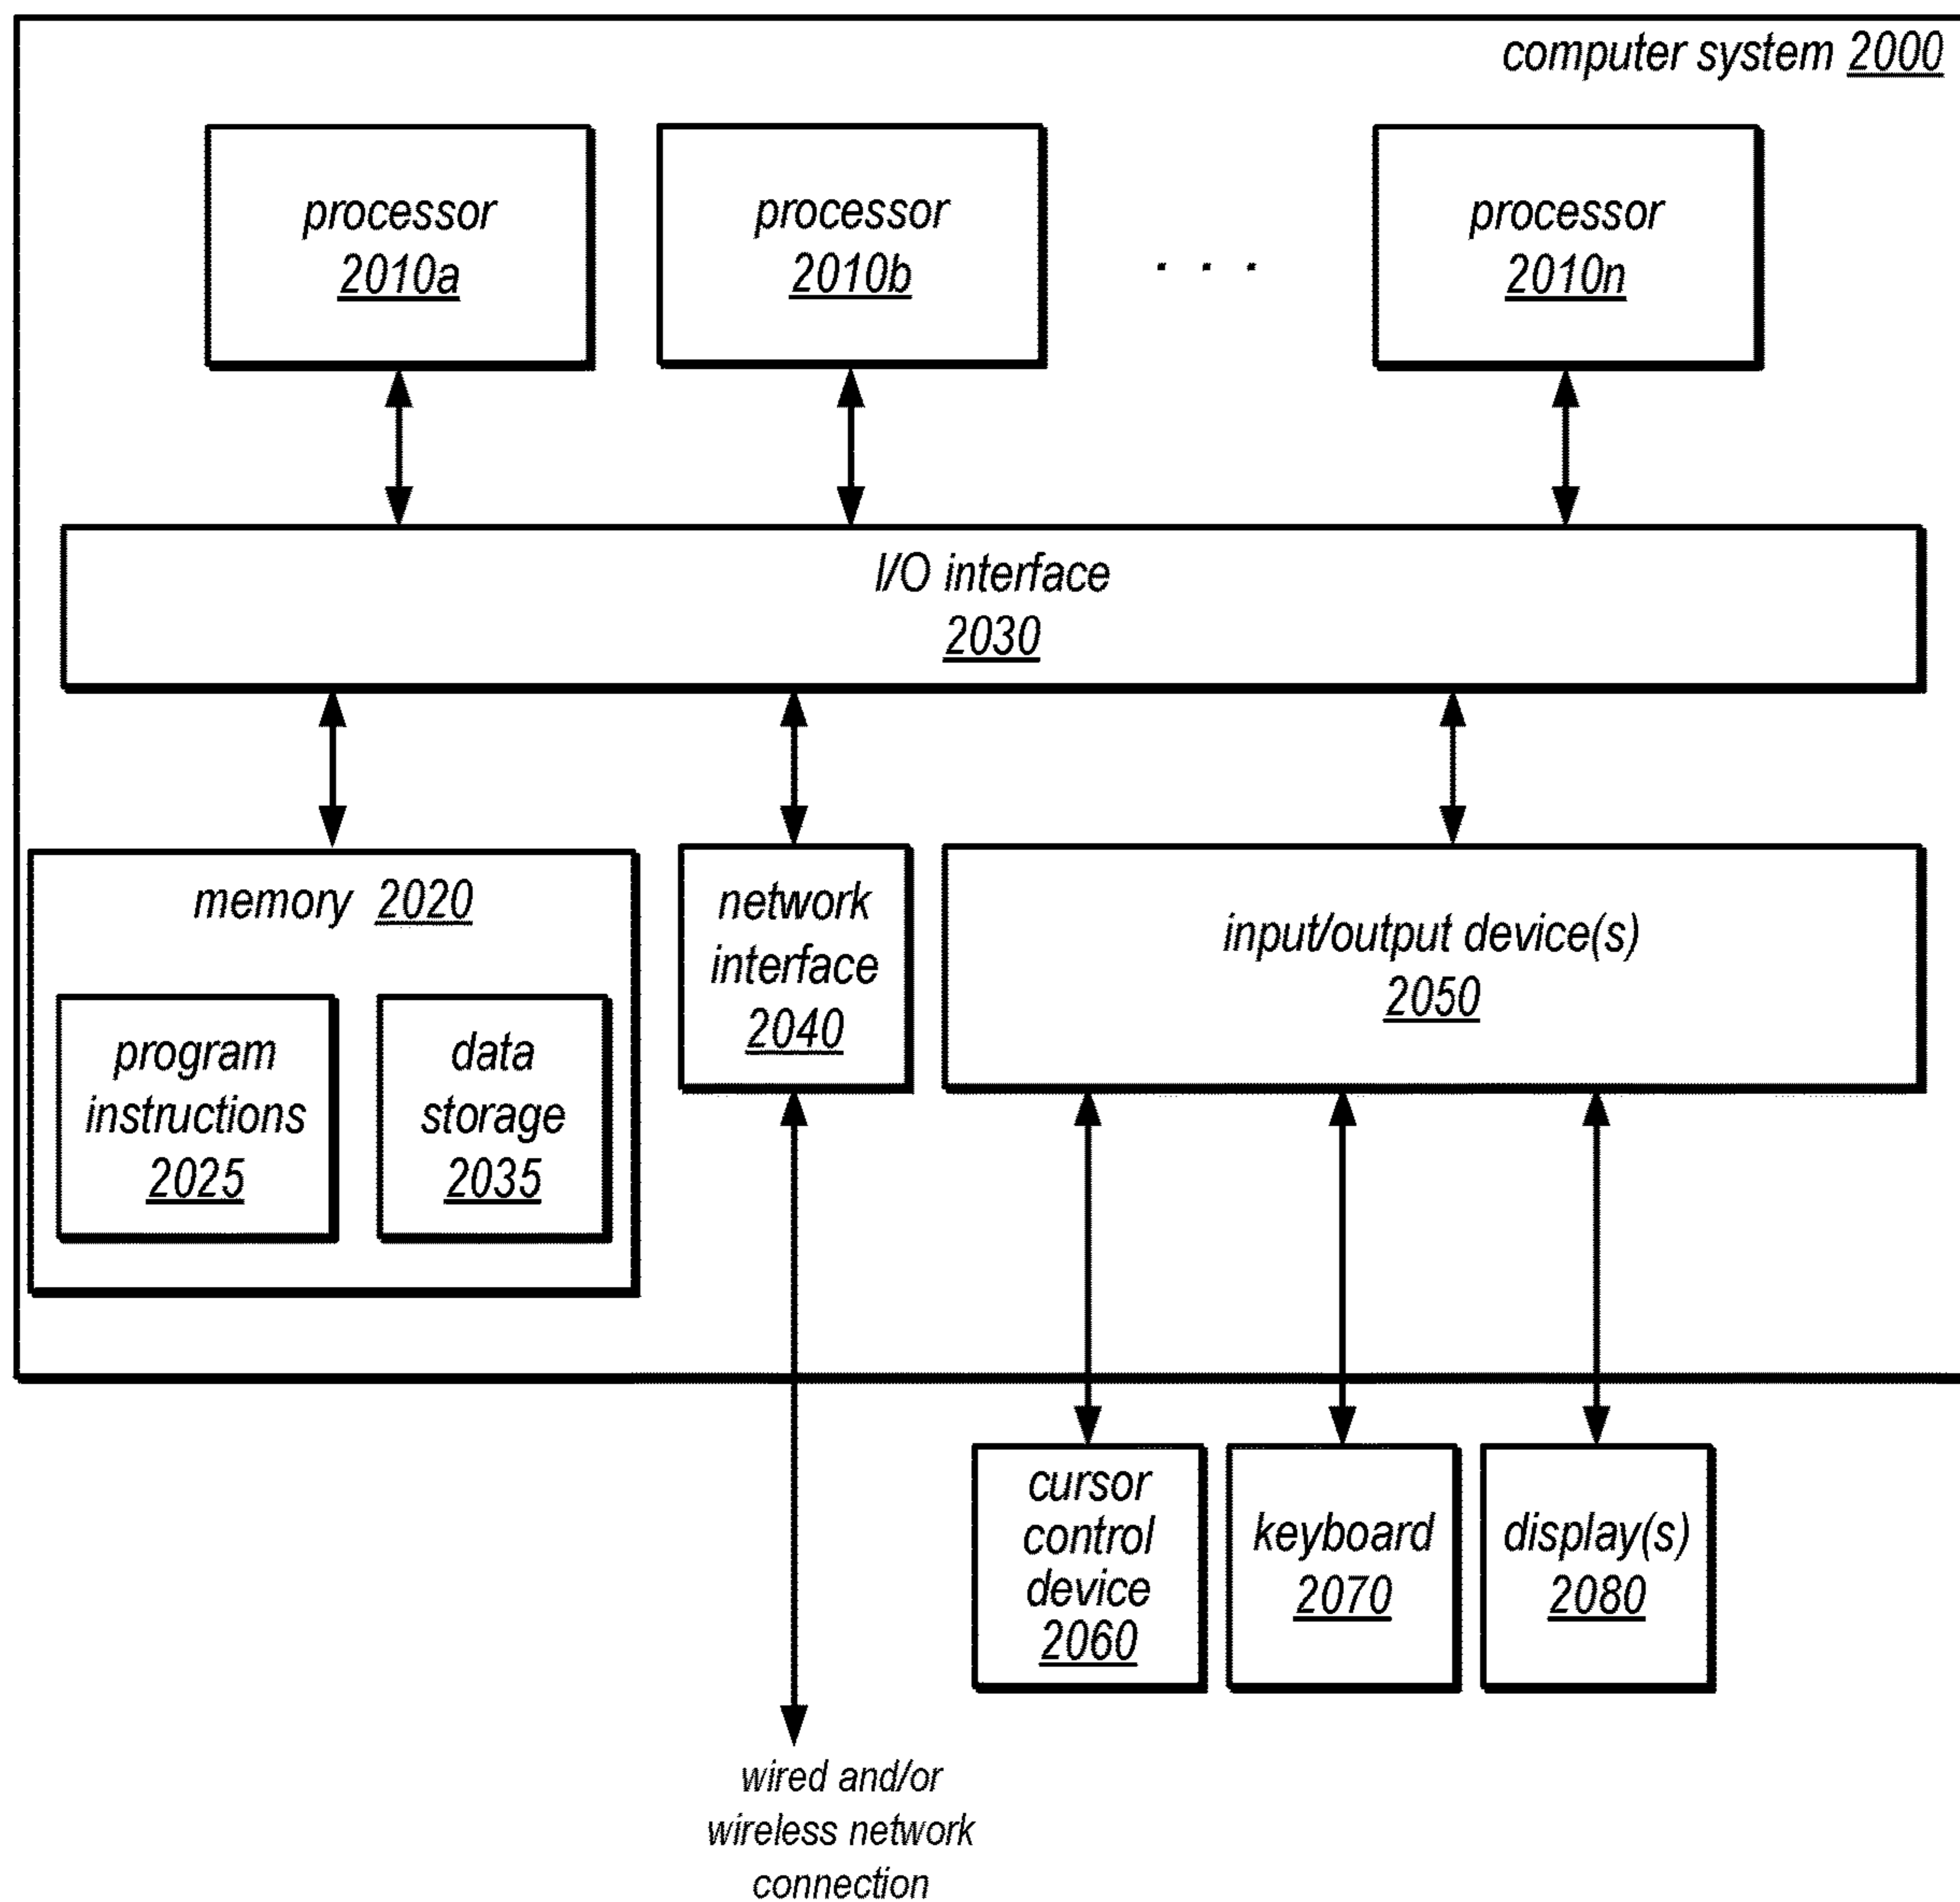 computer system 2000
processor
2010a
processor
2010b
. . .
processor
2010n
I/O interface
2030
memory 2020
program
instructions
2025
data
storage
2035
network
interface
2040
input/output device(s)
2050
cursor
control
device
2060
keyboard
2070
display(s)
2080
wired and/or
wireless network
connection